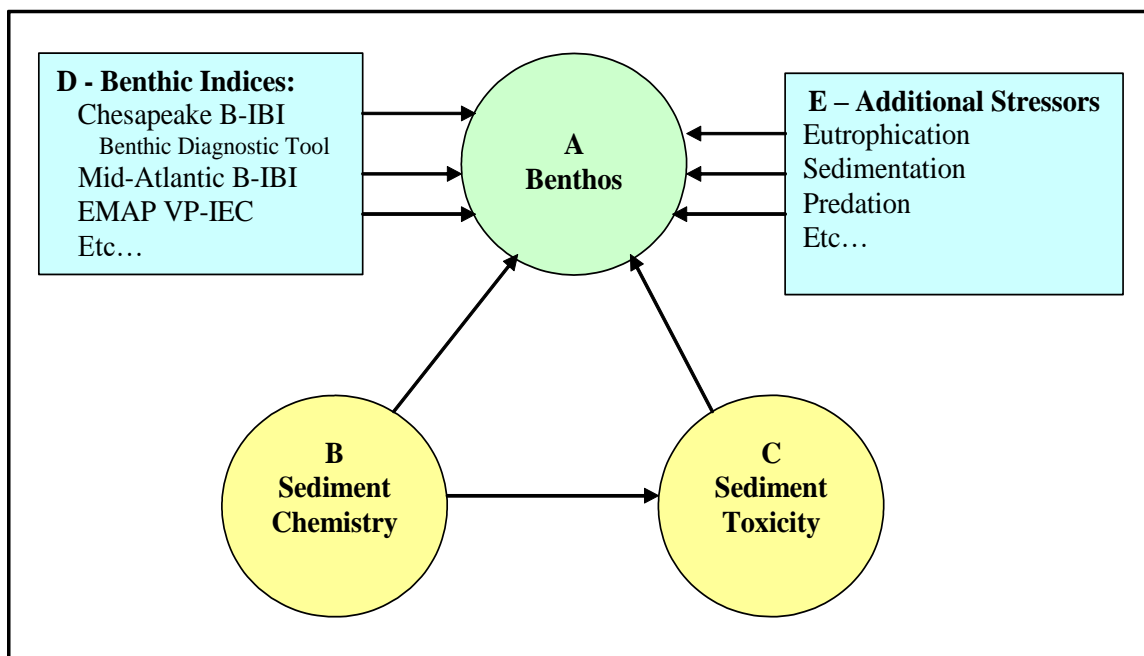 D - Benthic Indices:
Chesapeake B-IBI
Benthic Diagnostic Tool
Mid-Atlantic B-IBI
EMAP VP-IEC
Etc…
A
Benthos
E – Additional Stressors
Eutrophication
Sedimentation
Predation
Etc…
B
Sediment
Chemistry
C
Sediment
Toxicity